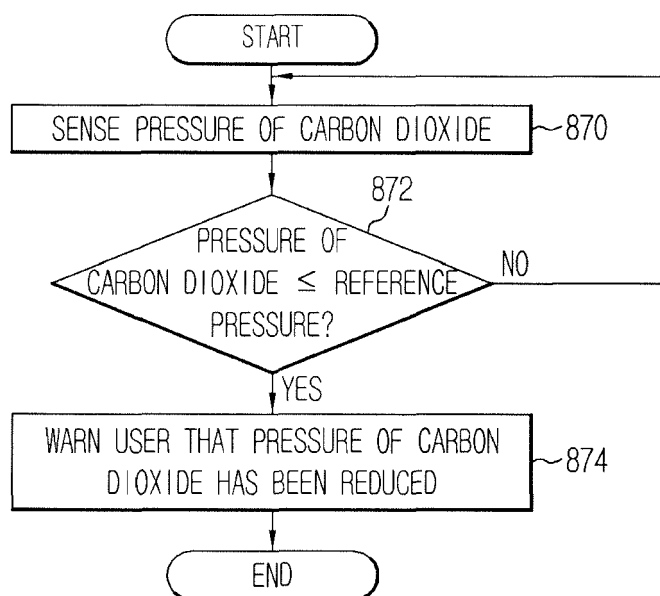 START
SENSE PRESSURE OF CARBON DIOXIDE
870
872
PRESSURE OF
CARBON DIOXIDE ≤ REFERENCE
PRESSURE?
NO
YES
WARN USER THAT PRESSURE OF CARBON
DIOXIDE HAS BEEN REDUCED
874
END